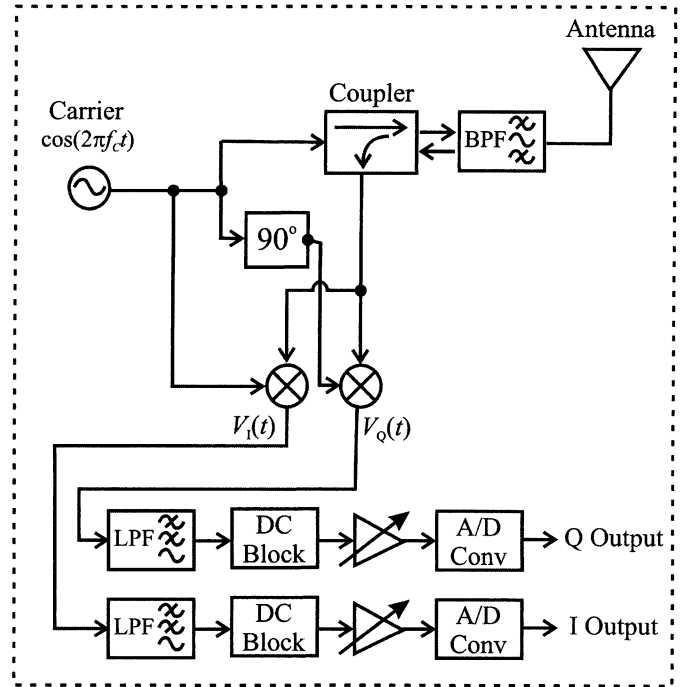 Antenna
Carrier
cos(2πf_ct)
Coupler
BPF
90°
V_I(t)
V_Q(t)
LPF
DC
Block
A/D
Conv
Q Output
LPF
DC
Block
A/D
Conv
I Output